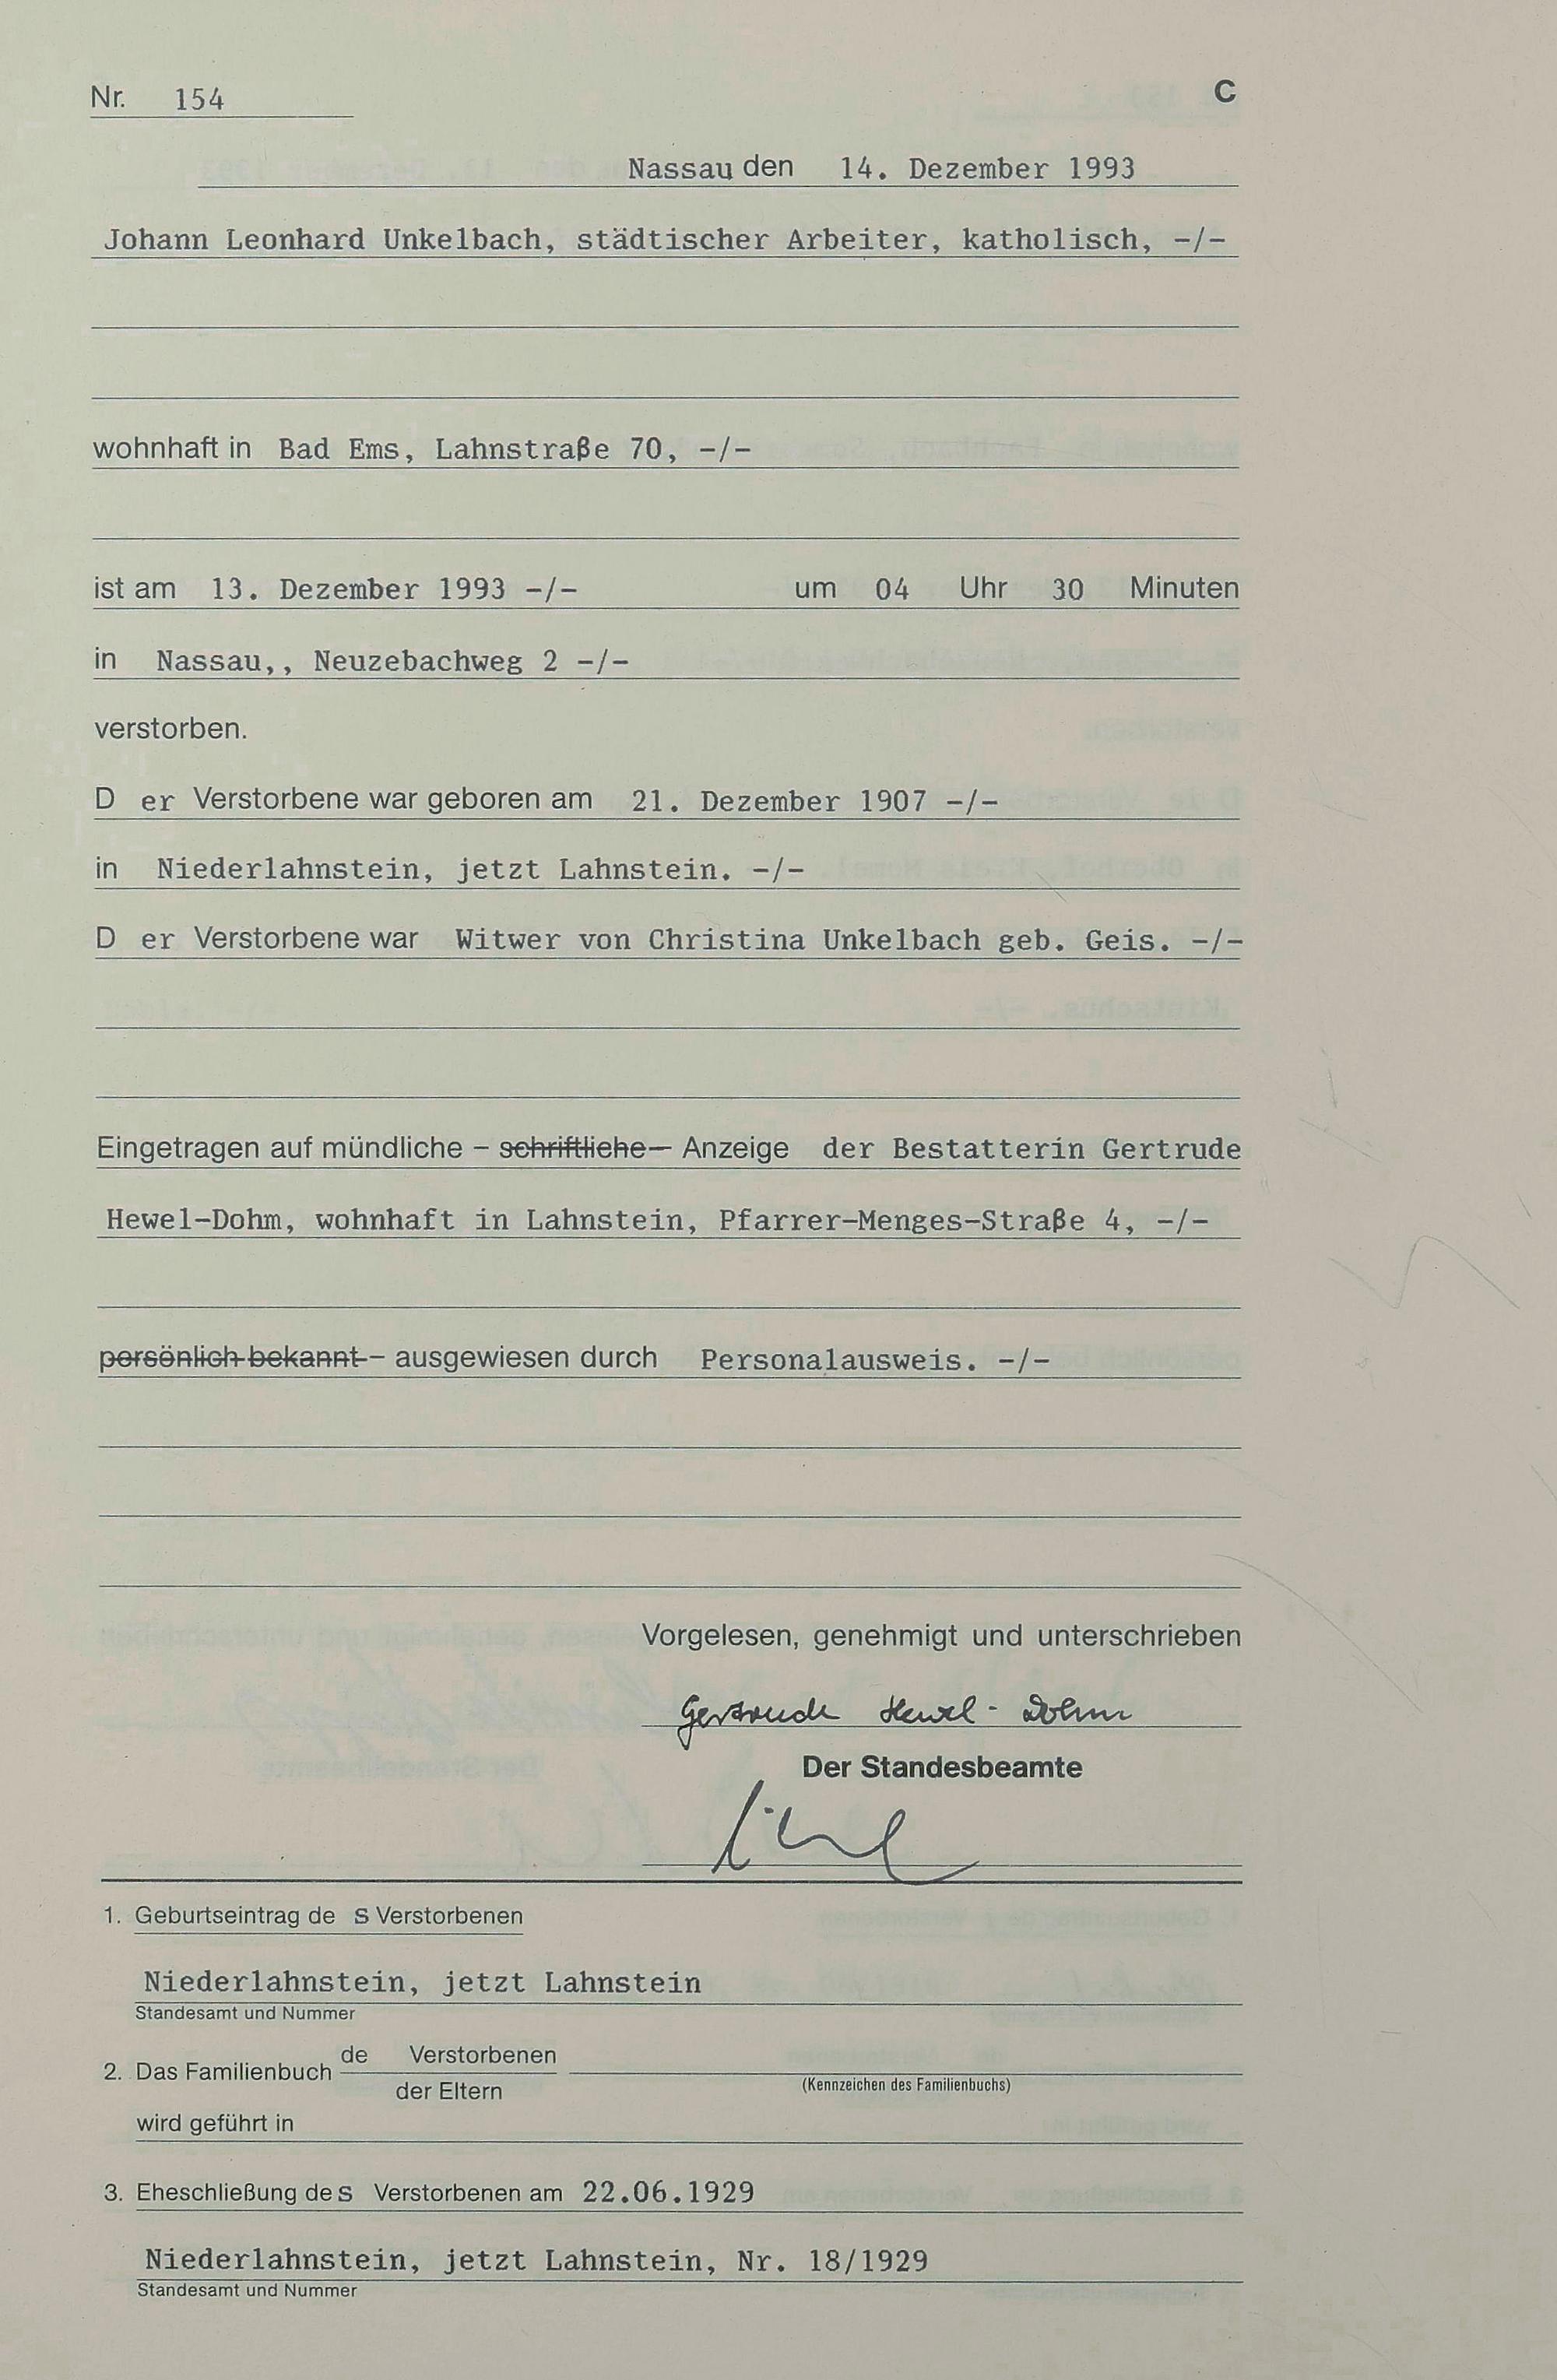 Nr. 154
C
Nassau den 14. Dezember 1993
Johann Leonhard Unkelbach, städtischer Arbeiter, katholisch, -/-
wohnhaft in Bad Ems, Lahnstraße 70, -/-
ist am 13. Dezember 1993 -/- um 04 Uhr 30 Minuten
in Nassau,, Neuzebachweg 2 -/-
verstorben.
D er Verstorbene war geboren am 21. Dezember 1907 -/-
in Niederlahnstein, jetzt Lahnstein. -/-
D er Verstorbene war Witwer von Christina Unkelbach geb. Geis. -/-
Eingetragen auf mündliche – schriftliche – Anzeige der Bestatterin Gertrude
Hewel-Dohm, wohnhaft in Lahnstein, Pfarrer-Menges-Straße 4, -/-
persönlich bekannt – ausgewiesen durch Personalausweis. -/-
Vorgelesen, genehmigt und unterschrieben
Gertrude Hewel-Dohm
Der Standesbeamte
1. Geburtseintrag de s Verstorbenen
Niederlahnstein, jetzt Lahnstein
Standesamt und Nummer
2. Das Familienbuch de Verstorbenen
der Eltern
(Kennzeichen des Familienbuchs)
wird geführt in
3. Eheschließung des Verstorbenen am 22.06.1929
Niederlahnstein, jetzt Lahnstein, Nr. 18/1929
Standesamt und Nummer